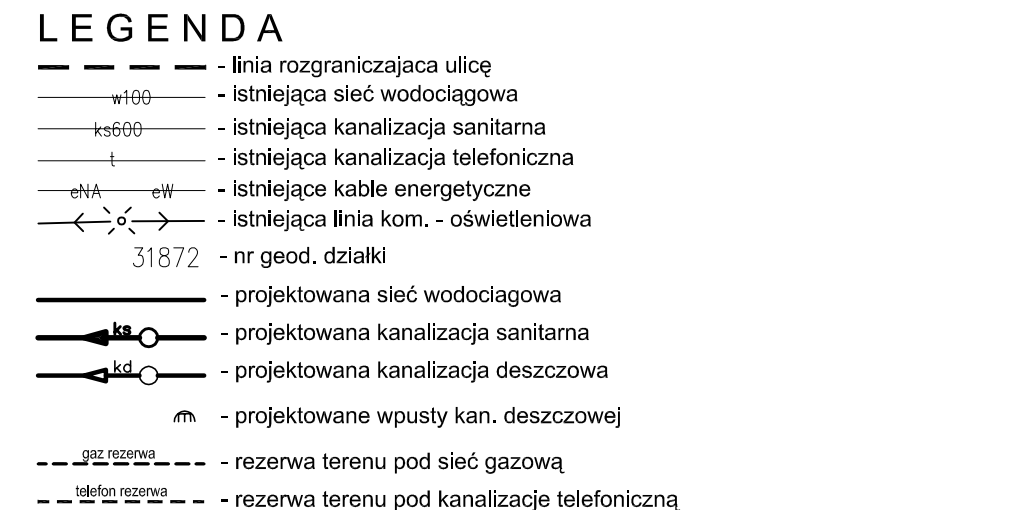 LEGENDA
- linia rozgraniczajaca ulicę
w100 - istniejąca sieć wodociągowa
ks600 - istniejąca kanalizacja sanitarna
t - istniejąca kanalizacja telefoniczna
eNA eW - istniejące kable energetyczne
- istniejąca linia kom. - oświetleniowa
31872 - nr geod. działki
- projektowana sieć wodociagowa
ks - projektowana kanalizacja sanitarna
kd - projektowana kanalizacja deszczowa
- projektowane wpusty kan. deszczowej
gaz rezerwa - rezerwa terenu pod sieć gazową
telefon rezerwa - rezerwa terenu pod kanalizacje telefoniczną